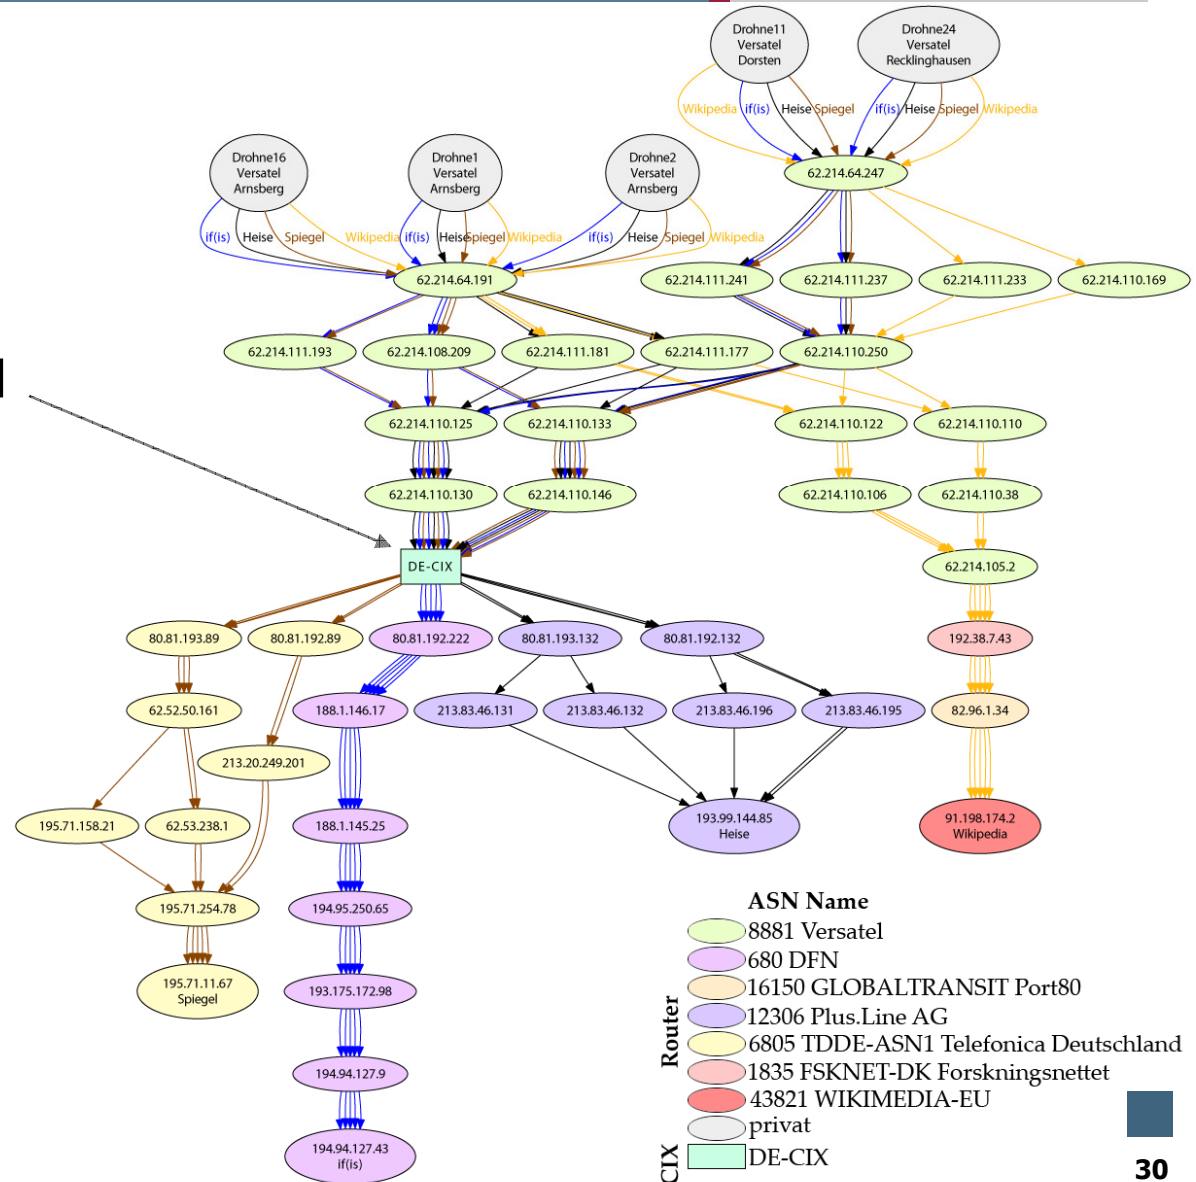 Drohne11
Versatel
Dorsten
Drohne24
Versatel
Recklinghausen
Wikipedia if(is) Heise Spiegel if(is) Heise Spiegel Wikipedia
Drohne16
Versatel
Arnsberg
Drohne1
Versatel
Arnsberg
Drohne2
Versatel
Arnsberg
62.214.64.247
if(is) Heise Spiegel Wikipedia if(is) Heise Spiegel Wikipedia if(is) Heise Spiegel Wikipedia
62.214.64.191 62.214.111.241 62.214.111.237 62.214.111.233 62.214.110.169
62.214.111.193 62.214.108.209 62.214.111.181 62.214.111.177 62.214.110.250
62.214.110.125 62.214.110.133 62.214.110.122 62.214.110.110
62.214.110.130 62.214.110.146 62.214.110.106 62.214.110.38
DE-CIX 62.214.105.2
80.81.193.89 80.81.192.89 80.81.192.222 80.81.193.132 80.81.192.132 192.38.7.43
62.52.50.161 188.1.146.17 213.83.46.131 213.83.46.132 213.83.46.196 213.83.46.195 82.96.1.34
213.20.249.201
195.71.158.21 62.53.238.1 188.1.145.25
193.99.144.85
Heise
91.198.174.2
Wikipedia
195.71.254.78 194.95.250.65
195.71.11.67
Spiegel
193.175.172.98
194.94.127.9
194.94.127.43
if(is)
ASN Name
Router
8881 Versatel
680 DFN
16150 GLOBALTRANSIT Port80
12306 Plus.Line AG
6805 TDDE-ASN1 Telefonica Deutschland
1835 FSKNET-DK Forskningsnettet
43821 WIKIMEDIA-EU
privat
CIX
DE-CIX
30